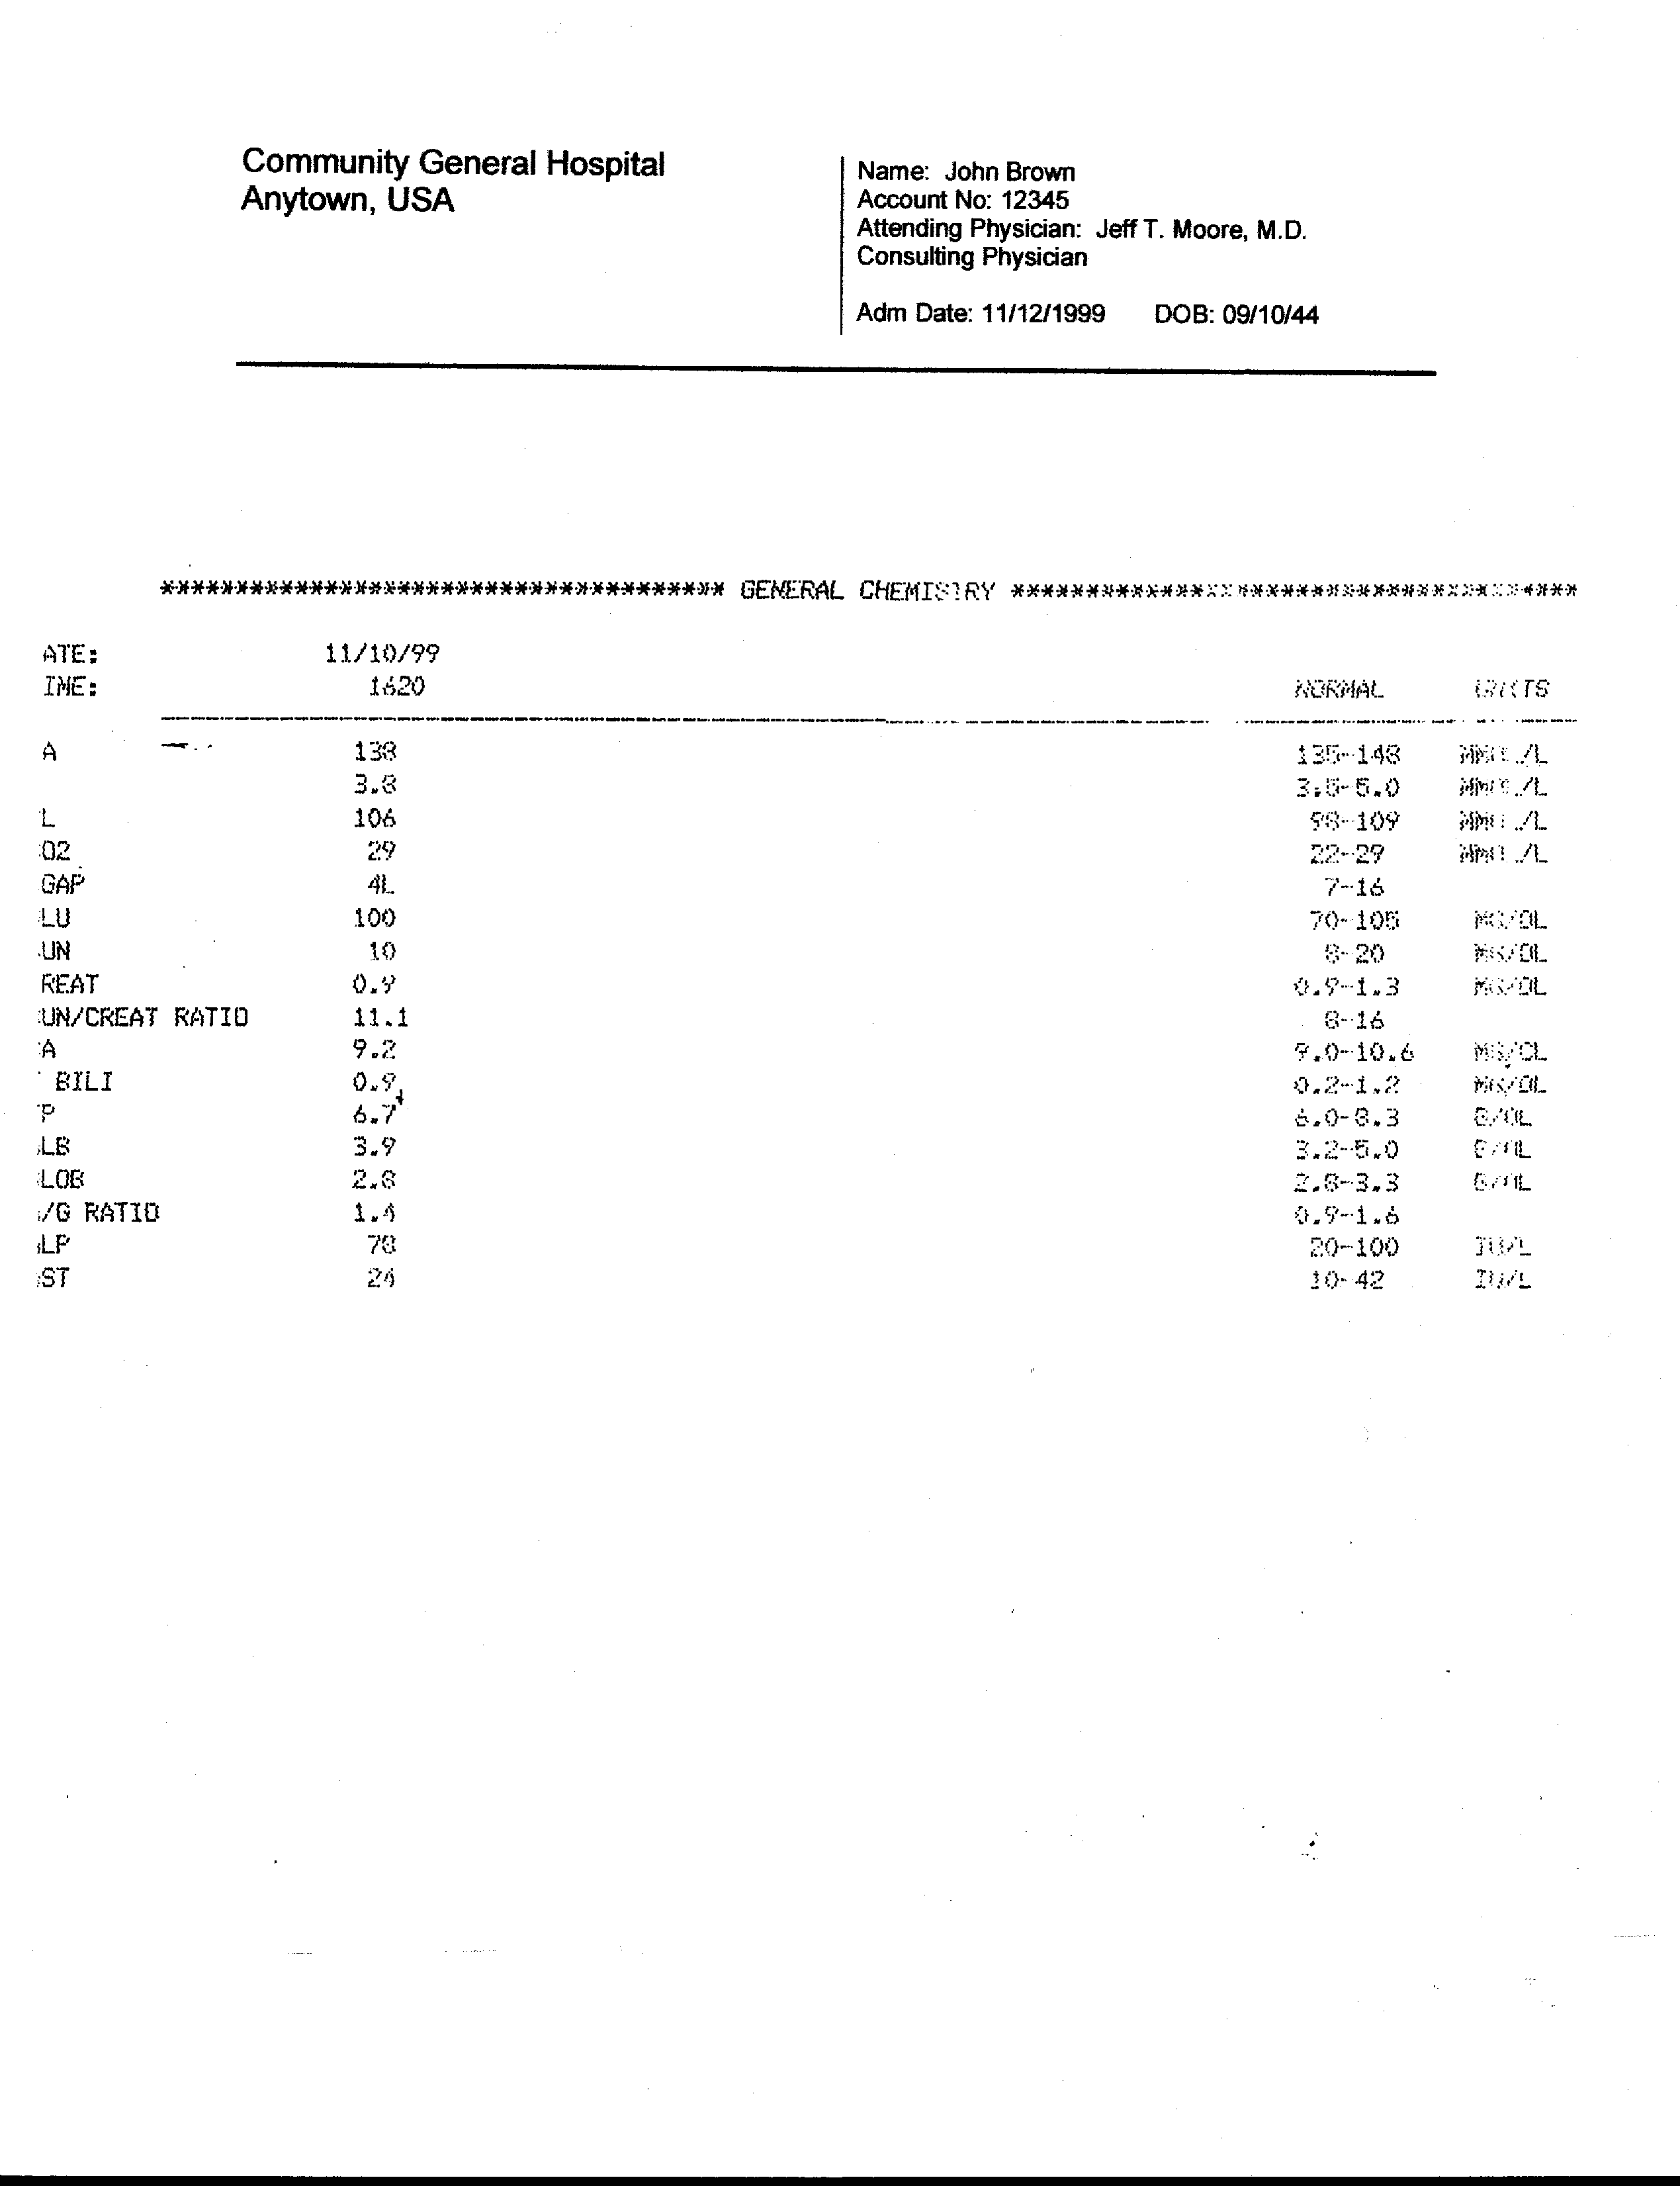 Community General Hospital
Anytown, USA
Name: John Brown
Account No: 12345
Attending Physician: Jeff T. Moore, M.D.
Consulting Physician
Adm Date: 11/12/1999 DOB: 09/10/44
************************************** GENERAL CHEMISTRY **************************************
ATE: 11/10/99
IME: 1620 NORMAL UNITS
A 138 135-148 MMOL/L
3.8 3.5-5.0 MMOL/L
L 106 98-109 MMOL/L
O2 29 22-29 MMOL/L
GAP 4L 7-16
LU 100 70-105 MG/DL
UN 10 8-20 MG/DL
REAT 0.9 0.9-1.3 MG/DL
UN/CREAT RATIO 11.1 8-16
A 9.2 9.0-10.6 MG/DL
BILI 0.9 0.2-1.2 MG/DL
P 6.7 6.0-8.3 G/DL
LB 3.9 3.2-5.0 G/DL
LOB 2.8 2.8-3.3 G/DL
/G RATIO 1.4 0.9-1.6
LP 78 20-100 IU/L
ST 24 10-42 IU/L